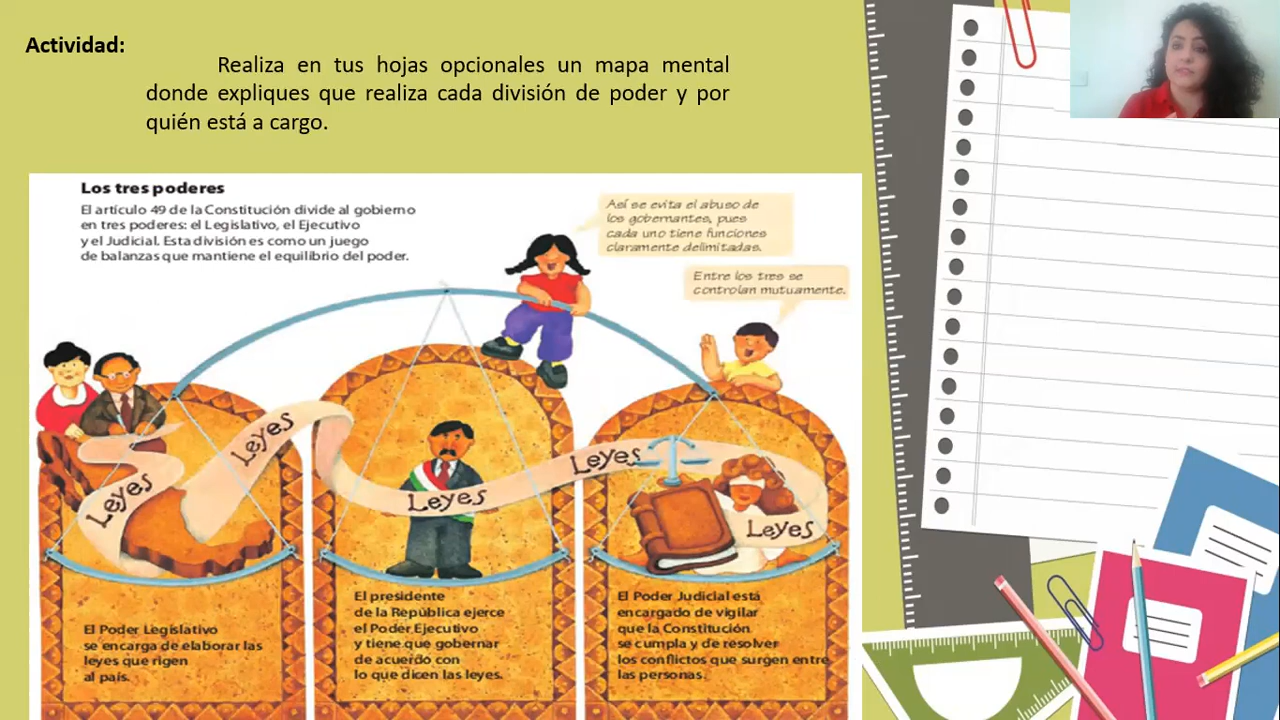 Actividad:
Realiza en tus hojas opcionales un mapa mental
donde expliques que realiza cada división de poder y por
quién está a cargo.
Los tres poderes
El artículo 49 de la Constitución divide al gobierno
en tres poderes: el Legislativo, el Ejecutivo
y el Judicial. Esta división es como un juego
de balanzas que mantiene el equilibrio del poder.
Así se evita el abuso de
los gobernantes, pues
cada uno tiene funciones
claramente delimitadas.
Entre los tres se
controlan mutuamente.
Leyes
Leyes
Leyes
Leyes
Leyes
El Poder Legislativo
se encarga de elaborar las
leyes que rigen
al país.
El presidente
de la República ejerce
el Poder Ejecutivo
y tiene que gobernar
de acuerdo con
lo que dicen las leyes.
El Poder Judicial está
encargado de vigilar
que la Constitución
se cumpla y de resolver
los conflictos que surgen entre
las personas.